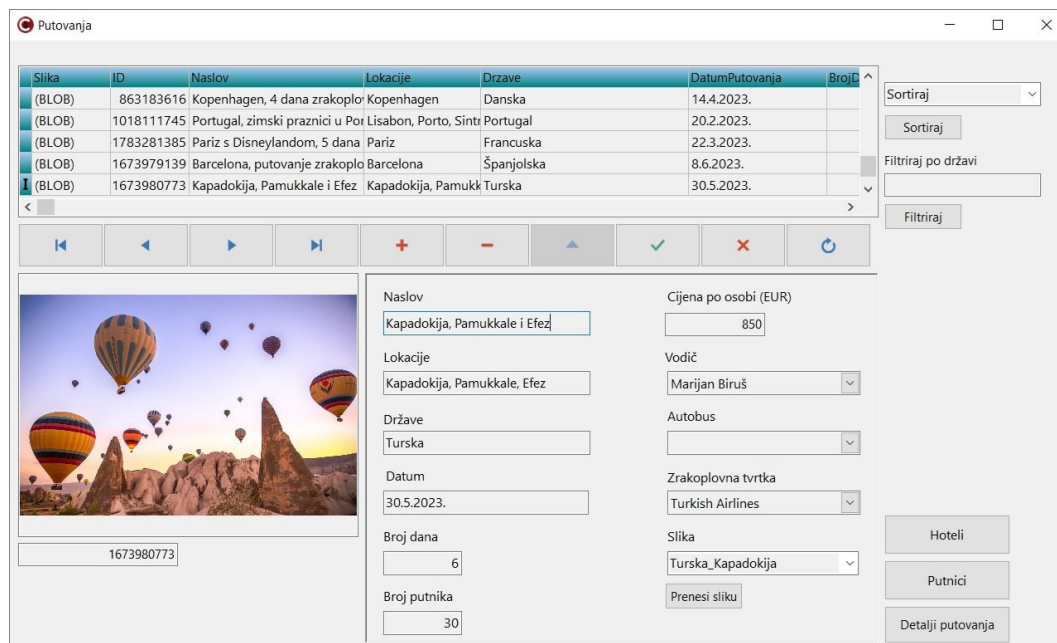 Putovanja
Slika ID Naslov Lokacije Drzave DatumPutovanja BrojD
(BLOB) 863183616 Kopenhagen, 4 dana zrakoplo Kopenhagen Danska 14.4.2023.
(BLOB) 1018111745 Portugal, zimski praznici u Por Lisabon, Porto, Sintr Portugal 20.2.2023.
(BLOB) 1783281385 Pariz s Disneylandom, 5 dana Pariz Francuska 22.3.2023.
(BLOB) 1673979139 Barcelona, putovanje zrakoplo Barcelona Španjolska 8.6.2023.
(BLOB) 1673980773 Kapadokija, Pamukkale i Efez Kapadokija, Pamukk Turska 30.5.2023.
Sortiraj
Sortiraj
Filtriraj po državi
Filtriraj
Naslov
Kapadokija, Pamukkale i Efez
Lokacije
Kapadokija, Pamukkale, Efez
Države
Turska
Datum
30.5.2023.
Broj dana
6
Broj putnika
30
Cijena po osobi (EUR)
850
Vodič
Marijan Biruš
Autobus
Zrakoplovna tvrtka
Turkish Airlines
Slika
Turska_Kapadokija
Prenesi sliku
1673980773
Hoteli
Putnici
Detalji putovanja